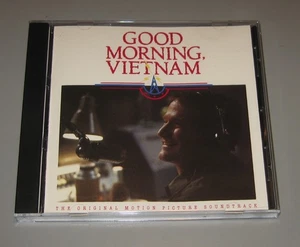 GOOD
MORNING,
VIETNAM
THE ORIGINAL MOTION PICTURE SOUNDTRACK